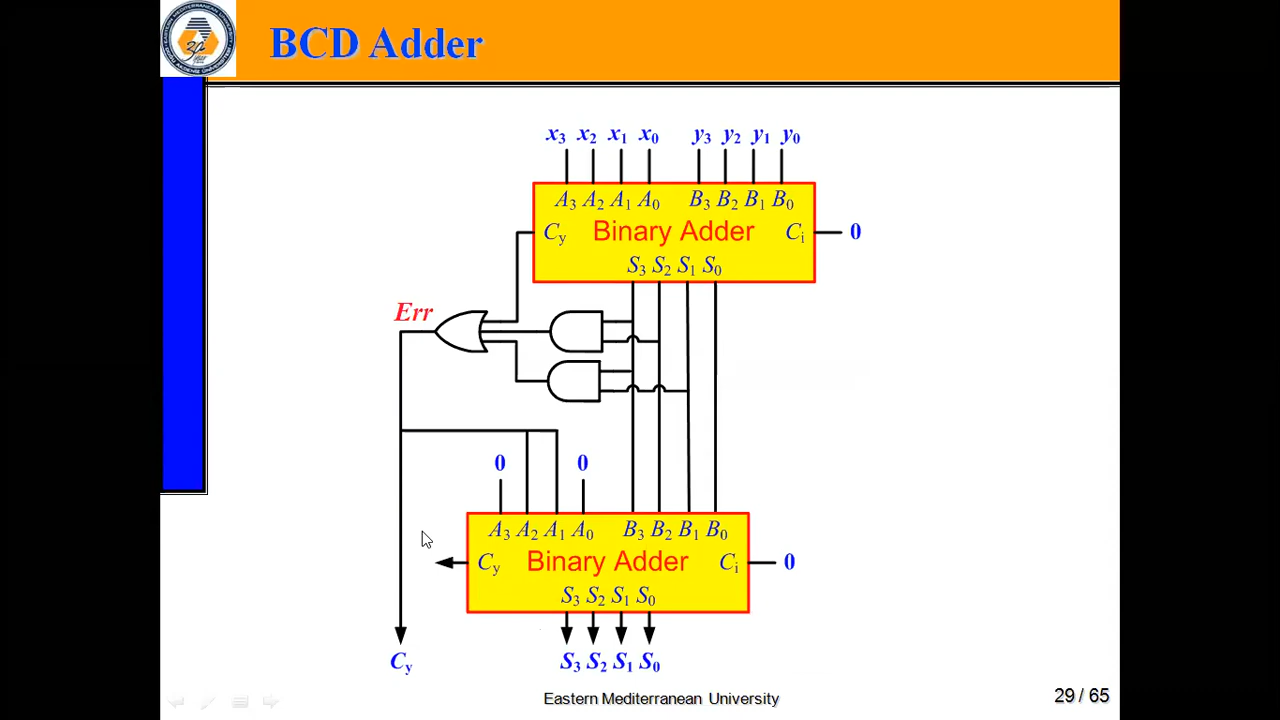 BCD Adder
x3 x2 x1 x0 y3 y2 y1 y0
A3 A2 A1 A0 B3 B2 B1 B0
Cy Binary Adder Ci 0
S3 S2 S1 S0
Err
0 0
A3 A2 A1 A0 B3 B2 B1 B0
Cy Binary Adder Ci 0
S3 S2 S1 S0
Cy S3 S2 S1 S0
Eastern Mediterranean University
29 / 65